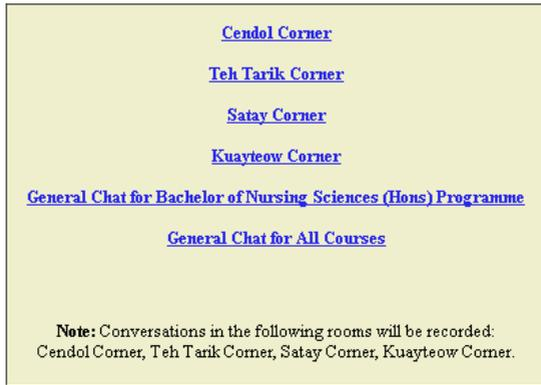 Cendol Corner
Teh Tarik Corner
Satay Corner
Kuayteow Corner
General Chat for Bachelor of Nursing Sciences (Hons) Programme
General Chat for All Courses
Note: Conversations in the following rooms will be recorded:
Cendol Corner, Teh Tarik Corner, Satay Corner, Kuayteow Corner.